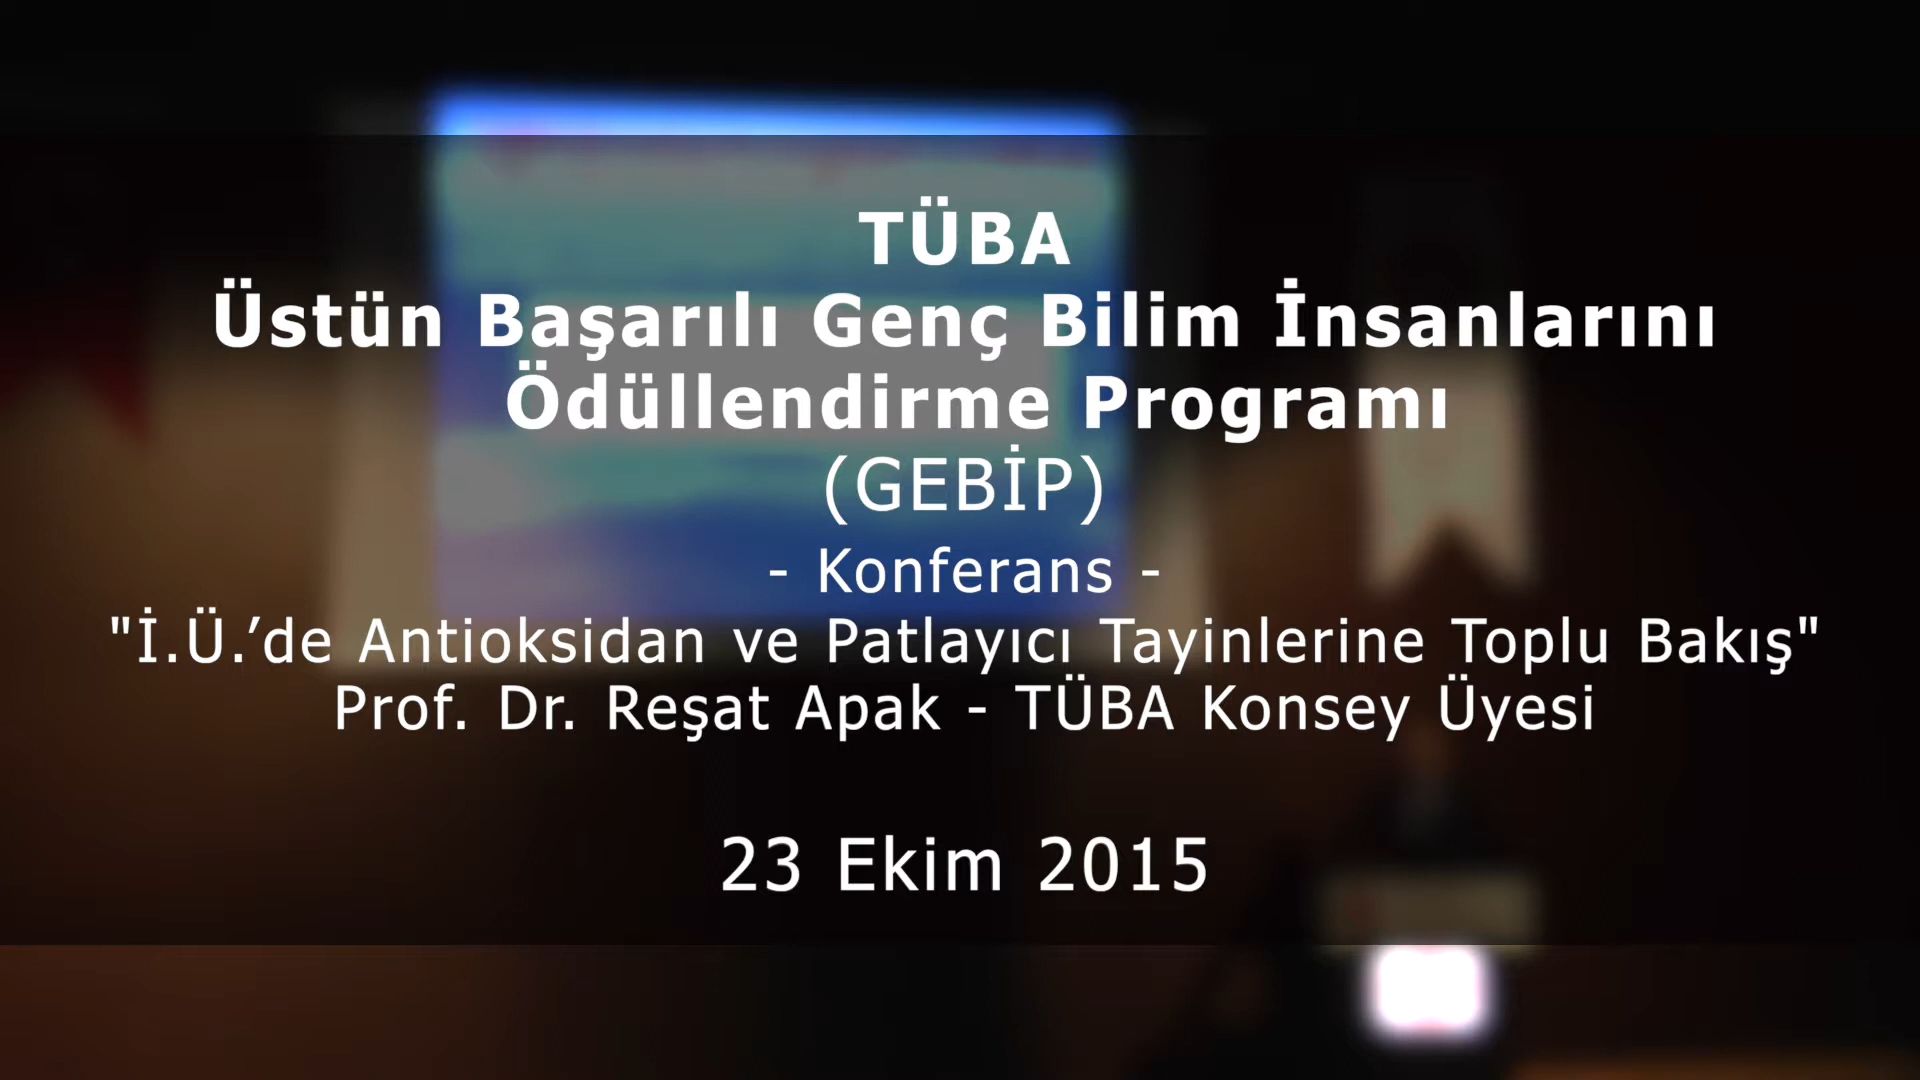 TÜBA
Üstün Başarılı Genç Bilim İnsanlarını
Ödüllendirme Programı
(GEBİP)
- Konferans -
"İ.Ü.’de Antioksidan ve Patlayıcı Tayinlerine Toplu Bakış"
Prof. Dr. Reşat Apak - TÜBA Konsey Üyesi
23 Ekim 2015